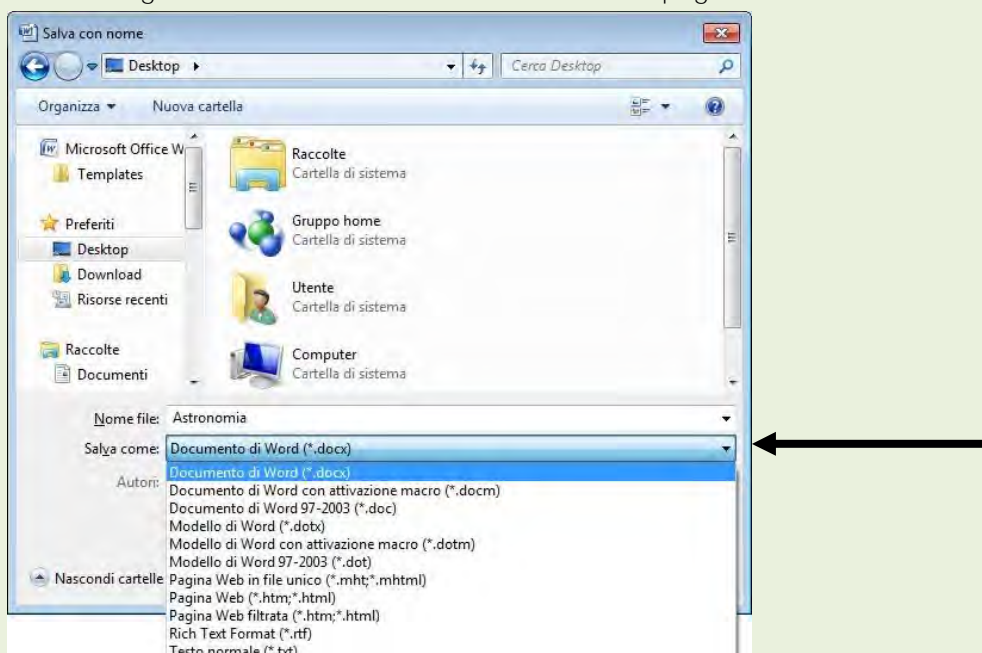 Salva con nome
Desktop
Cerca Desktop
Organizza
Nuova cartella
Microsoft Office W
Templates
Preferiti
Desktop
Download
Risorse recenti
Raccolte
Documenti
Raccolte
Cartella di sistema
Gruppo home
Cartella di sistema
Utente
Cartella di sistema
Computer
Cartella di sistema
Nome file: Astronomia
Salva come: Documento di Word (*.docx)
Autori:
Documento di Word (*.docx)
Documento di Word con attivazione macro (*.docm)
Documento di Word 97-2003 (*.doc)
Modello di Word (*.dotx)
Modello di Word con attivazione macro (*.dotm)
Modello di Word 97-2003 (*.dot)
Pagina Web in file unico (*.mht;*.mhtml)
Pagina Web (*.htm;*.html)
Pagina Web filtrata (*.htm;*.html)
Rich Text Format (*.rtf)
Testo normale (*.txt)
Nascondi cartelle